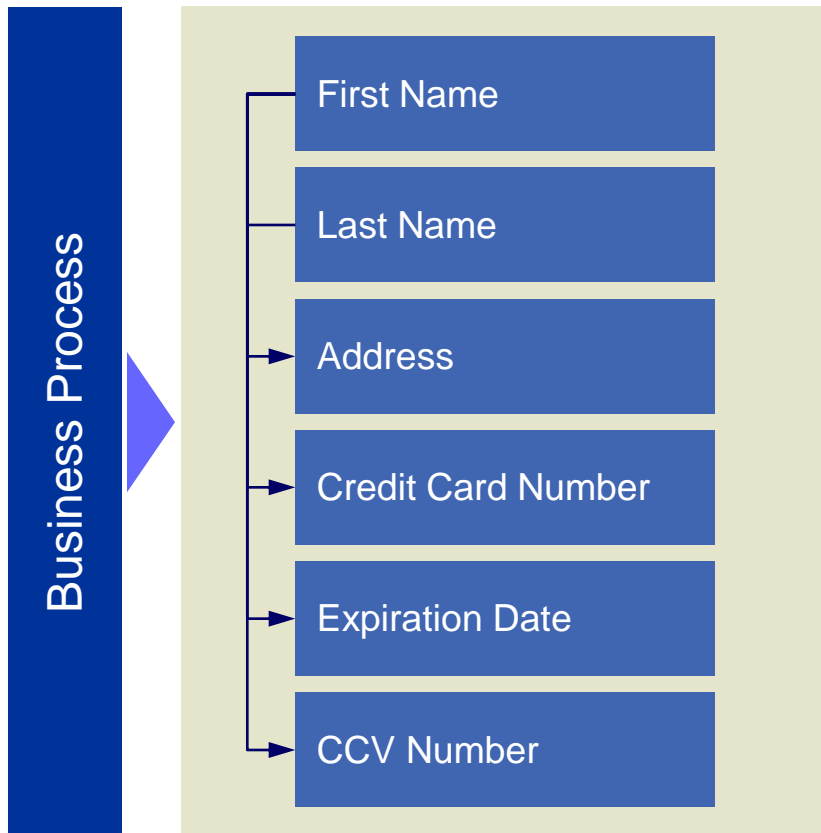 Business Process
First Name
Last Name
Address
Credit Card Number
Expiration Date
CCV Number